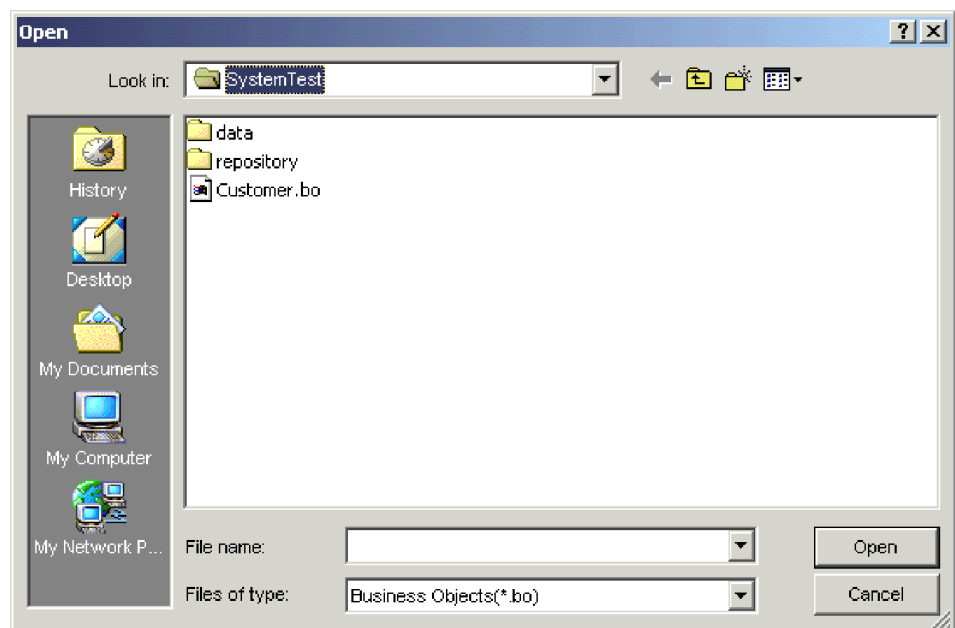 Open
Look in: SystemTest
data
repository
Customer.bo
History
Desktop
My Documents
My Computer
My Network P...
File name:
Open
Files of type: Business Objects(*.bo)
Cancel